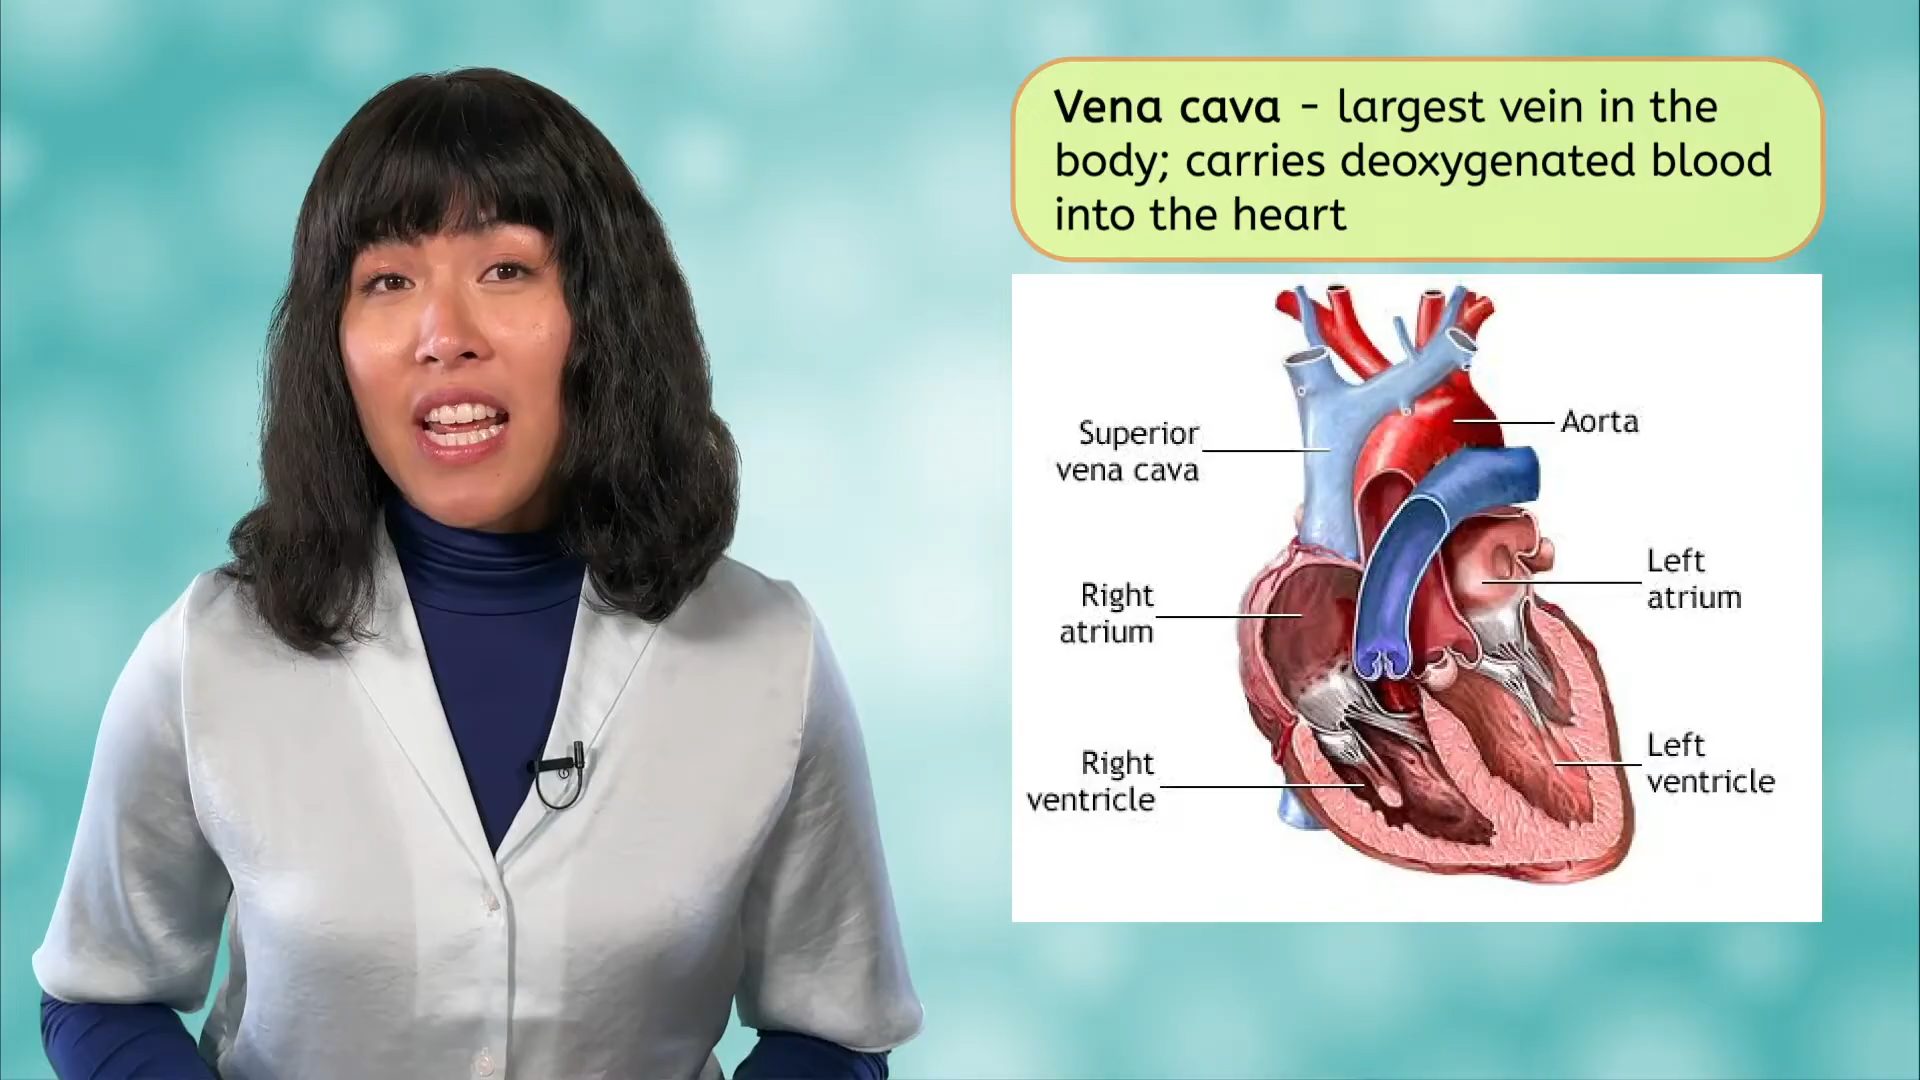 Vena cava - largest vein in the
body; carries deoxygenated blood
into the heart
Superior
vena cava
Aorta
Right
atrium
Left
atrium
Right
ventricle
Left
ventricle